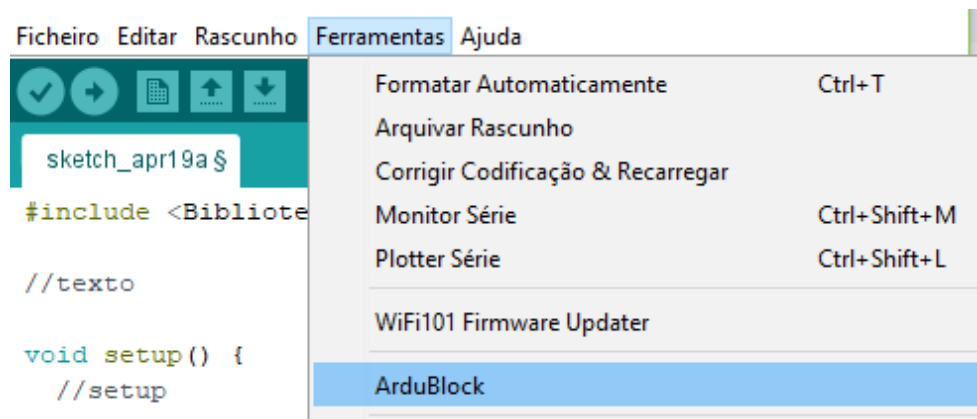 Ficheiro Editar Rascunho Ferramentas Ajuda
Formatar Automaticamente Ctrl+T
Arquivar Rascunho
Corrigir Codificação & Recarregar
Monitor Série Ctrl+Shift+M
Plotter Série Ctrl+Shift+L
WiFi101 Firmware Updater
ArduBlock
sketch_apr19a §
#include <Bibliote
//texto
void setup() {
//setup